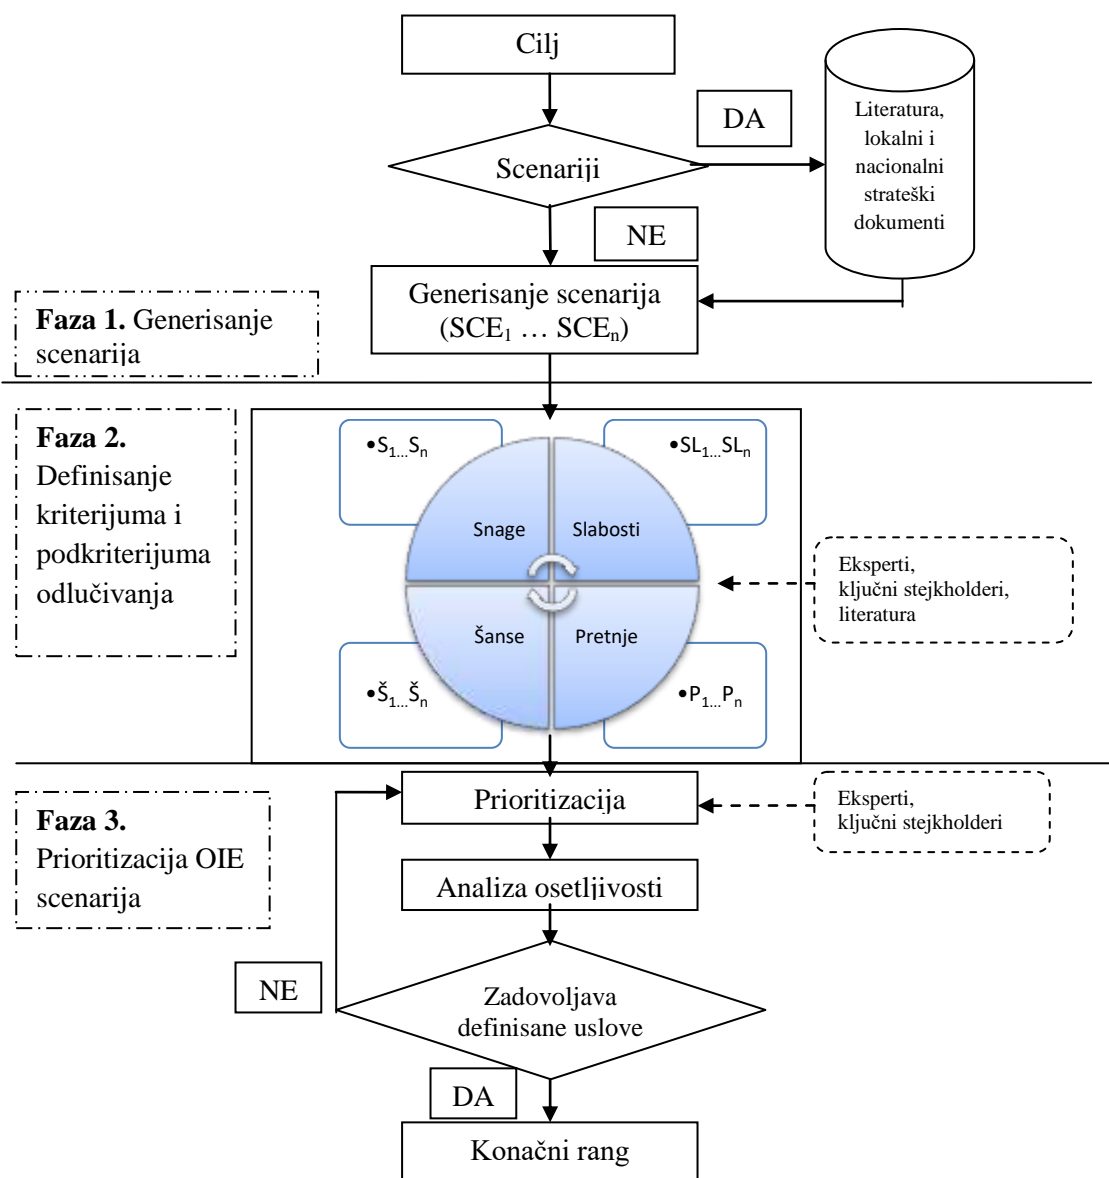 Cilj
DA
Literatura,
lokalni i
nacionalni
strateški
dokumenti
Scenariji
NE
Generisanje scenarija
(SCE₁ … SCEₙ)
Faza 1. Generisanje
scenarija
Faza 2.
Definisanje
kriterijuma i
podkriterijuma
odlučivanja
•S₁...Sₙ
•SL₁...SLₙ
Snage
Slabosti
Šanse
Pretnje
•Š₁...Šₙ
•P₁...Pₙ
Eksperti,
ključni stejkholderi,
literatura
Faza 3.
Prioritizacija OIE
scenarija
Prioritizacija
Eksperti,
ključni stejkholderi
Analiza osetljivosti
NE
Zadovoljava
definisane uslove
DA
Konačni rang